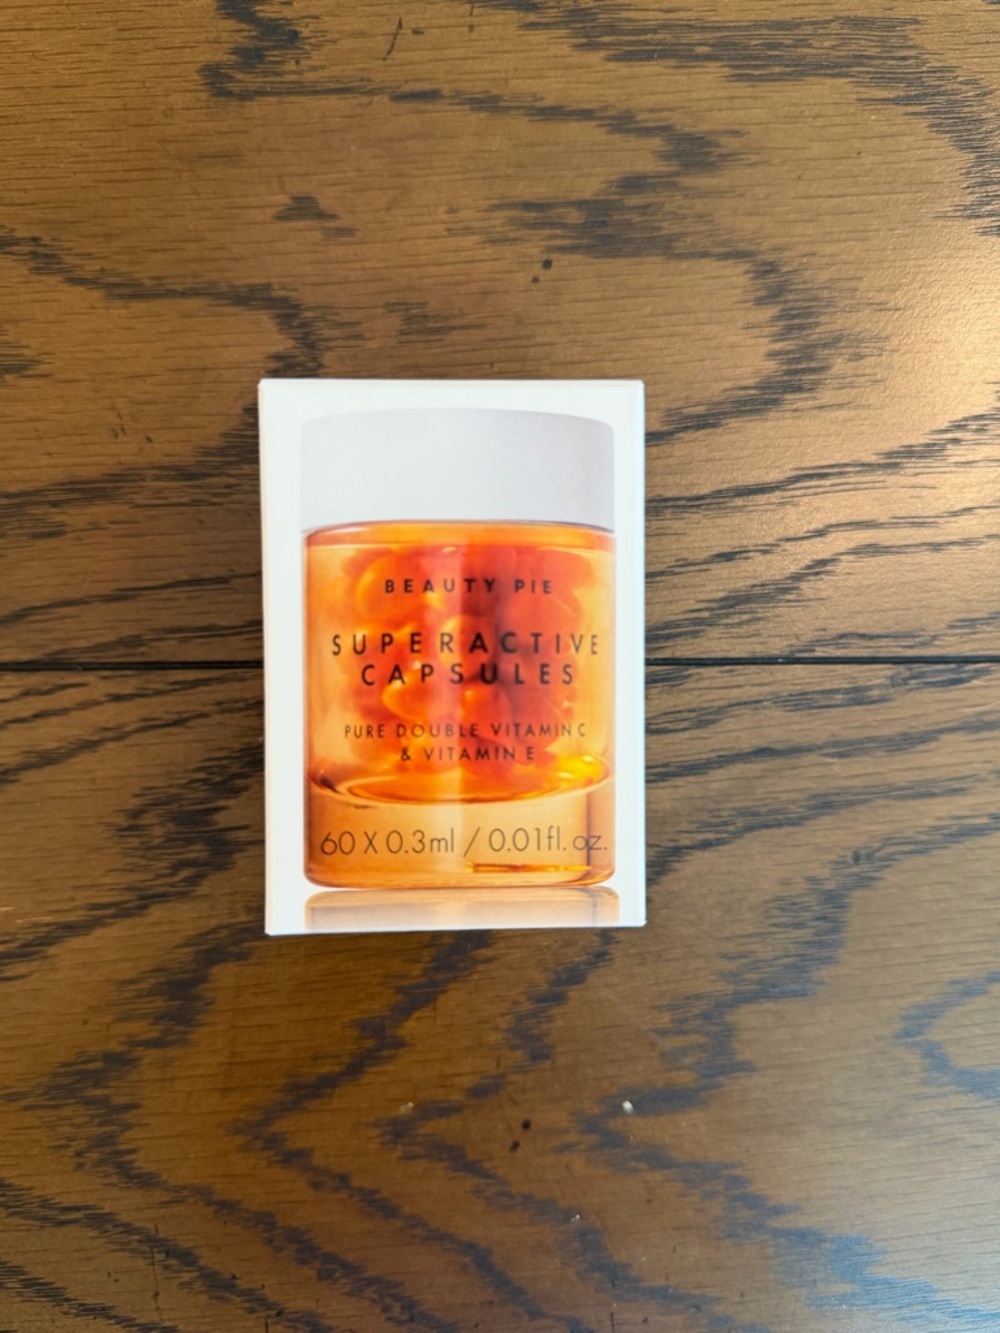 BEAUTY PIE
SUPERACTIVE
CAPSULES
PURE DOUBLE VITAMIN C
& VITAMIN E
60 X 0.3ml / 0.01fl. oz.